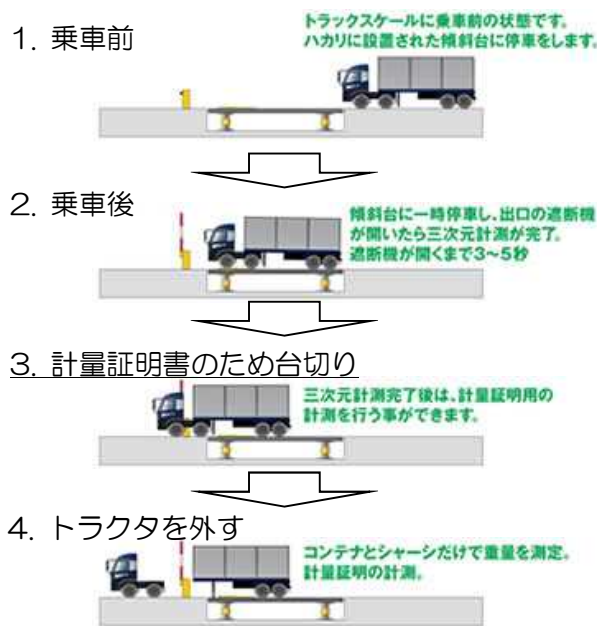 1. 乗車前
トラックスケールに乗車前の状態です。
ハカリに設置された傾斜台に停車をします。
2. 乗車後
傾斜台に一時停車し、出口の遮断機
が開いたら三次元計測が完了。
遮断機が開くまで3〜5秒
3. 計量証明書のため台切り
三次元計測完了後は、計量証明用の
計測を行う事ができます。
4. トラクタを外す
コンテナとシャーシだけで重量を測定。
計量証明の計測。